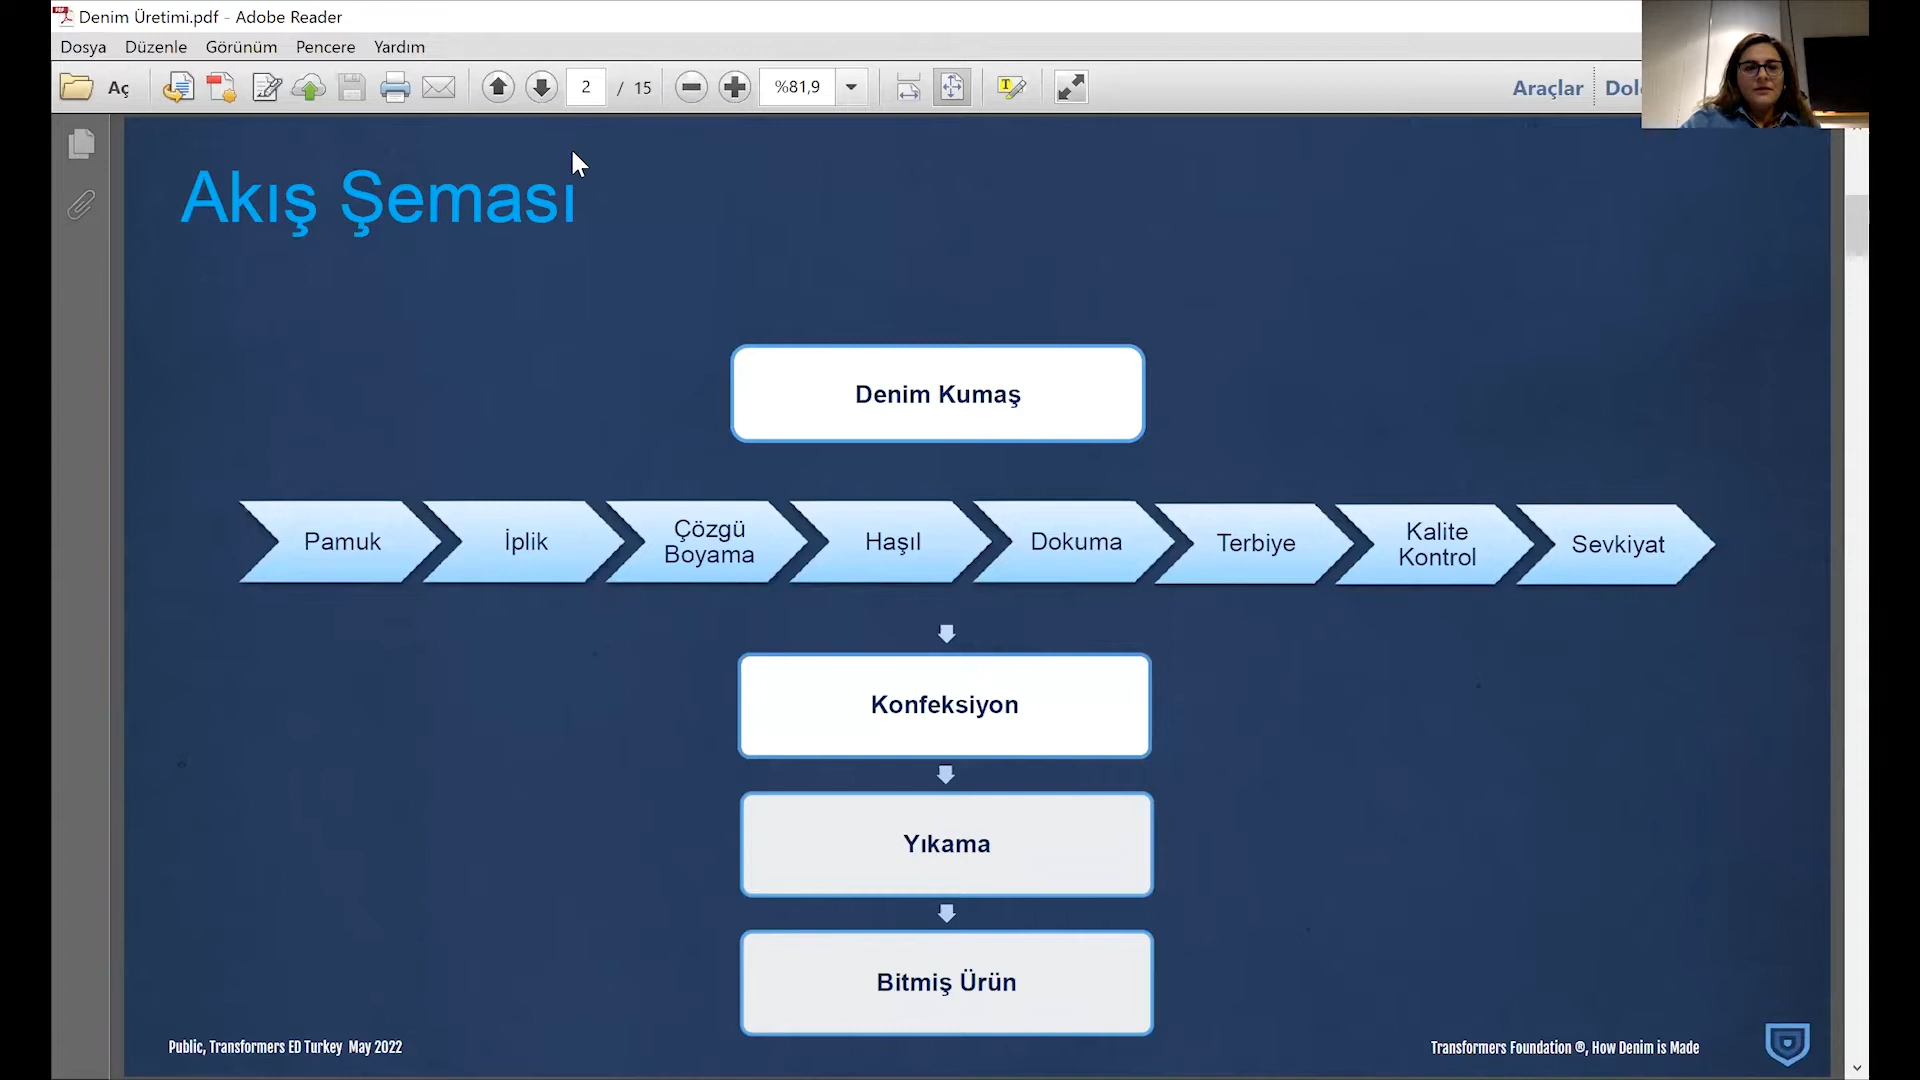 Denim Üretimi.pdf - Adobe Reader
Dosya Düzenle Görünüm Pencere Yardım
Aç 2 / 15 %81,9 Araçlar
Akış Şeması
Denim Kumaş
Pamuk
İplik
Çözgü
Boyama
Haşıl
Dokuma
Terbiye
Kalite
Kontrol
Sevkiyat
Konfeksiyon
Yıkama
Bitmiş Ürün
Public, Transformers ED Turkey May 2022
Transformers Foundation ®, How Denim is Made